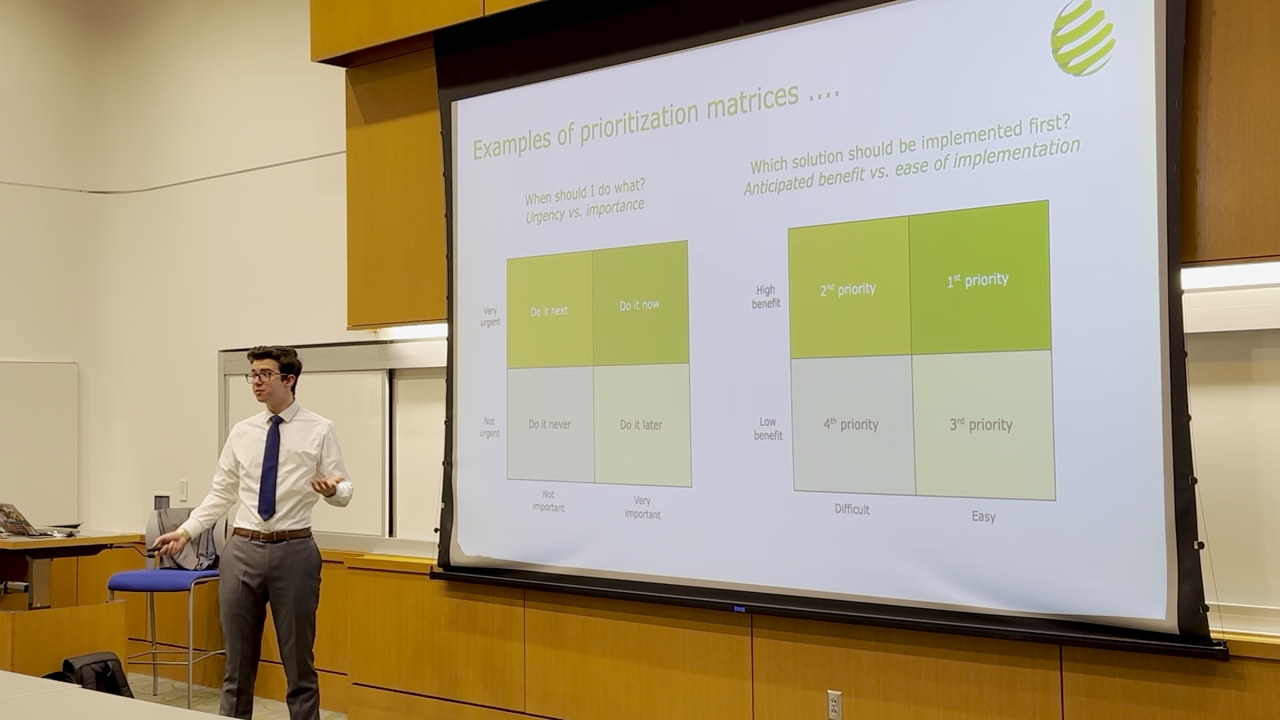 Examples of prioritization matrices ....
When should I do what?
Urgency vs. importance
Very
urgent
Do it next
Do it now
Not
urgent
Do it never
Do it later
Not
important
Very
important
Which solution should be implemented first?
Anticipated benefit vs. ease of implementation
High
benefit
2nd priority
1st priority
Low
benefit
4th priority
3rd priority
Difficult
Easy